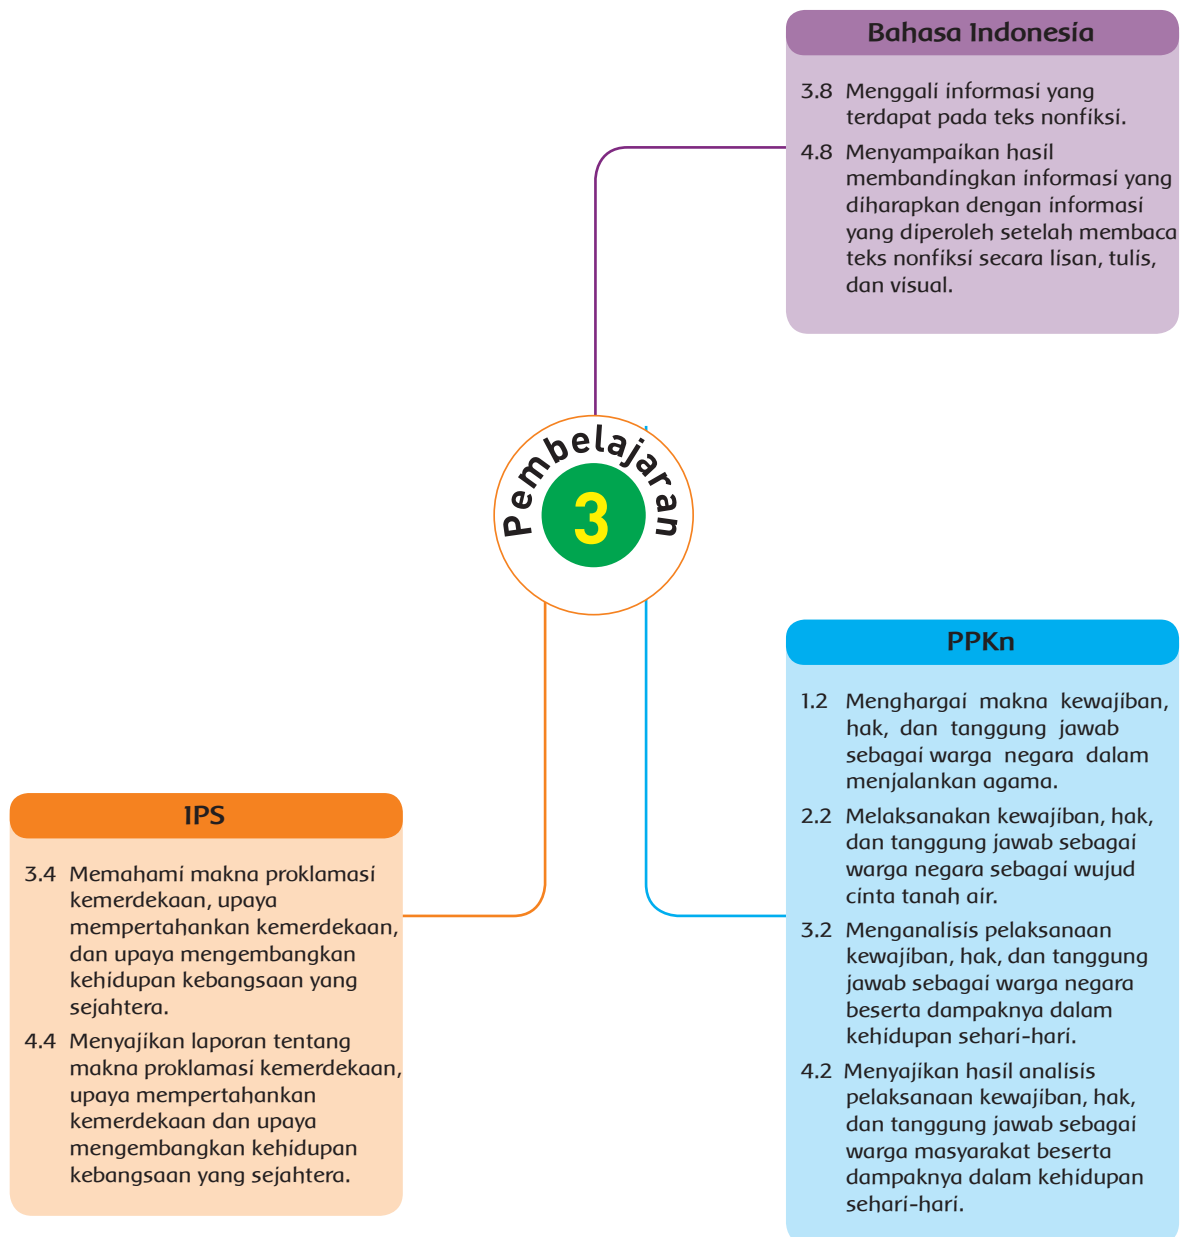 Bahasa Indonesia
3.8 Menggali informasi yang
terdapat pada teks nonfiksi.
4.8 Menyampaikan hasil
membandingkan informasi yang
diharapkan dengan informasi
yang diperoleh setelah membaca
teks nonfiksi secara lisan, tulis,
dan visual.
Pembelajaran
3
PPKn
1.2 Menghargai makna kewajiban,
hak, dan tanggung jawab
sebagai warga negara dalam
menjalankan agama.
2.2 Melaksanakan kewajiban, hak,
dan tanggung jawab sebagai
warga negara sebagai wujud
cinta tanah air.
3.2 Menganalisis pelaksanaan
kewajiban, hak, dan tanggung
jawab sebagai warga negara
beserta dampaknya dalam
kehidupan sehari-hari.
4.2 Menyajikan hasil analisis
pelaksanaan kewajiban, hak,
dan tanggung jawab sebagai
warga masyarakat beserta
dampaknya dalam kehidupan
sehari-hari.
IPS
3.4 Memahami makna proklamasi
kemerdekaan, upaya
mempertahankan kemerdekaan,
dan upaya mengembangkan
kehidupan kebangsaan yang
sejahtera.
4.4 Menyajikan laporan tentang
makna proklamasi kemerdekaan,
upaya mempertahankan
kemerdekaan dan upaya
mengembangkan kehidupan
kebangsaan yang sejahtera.